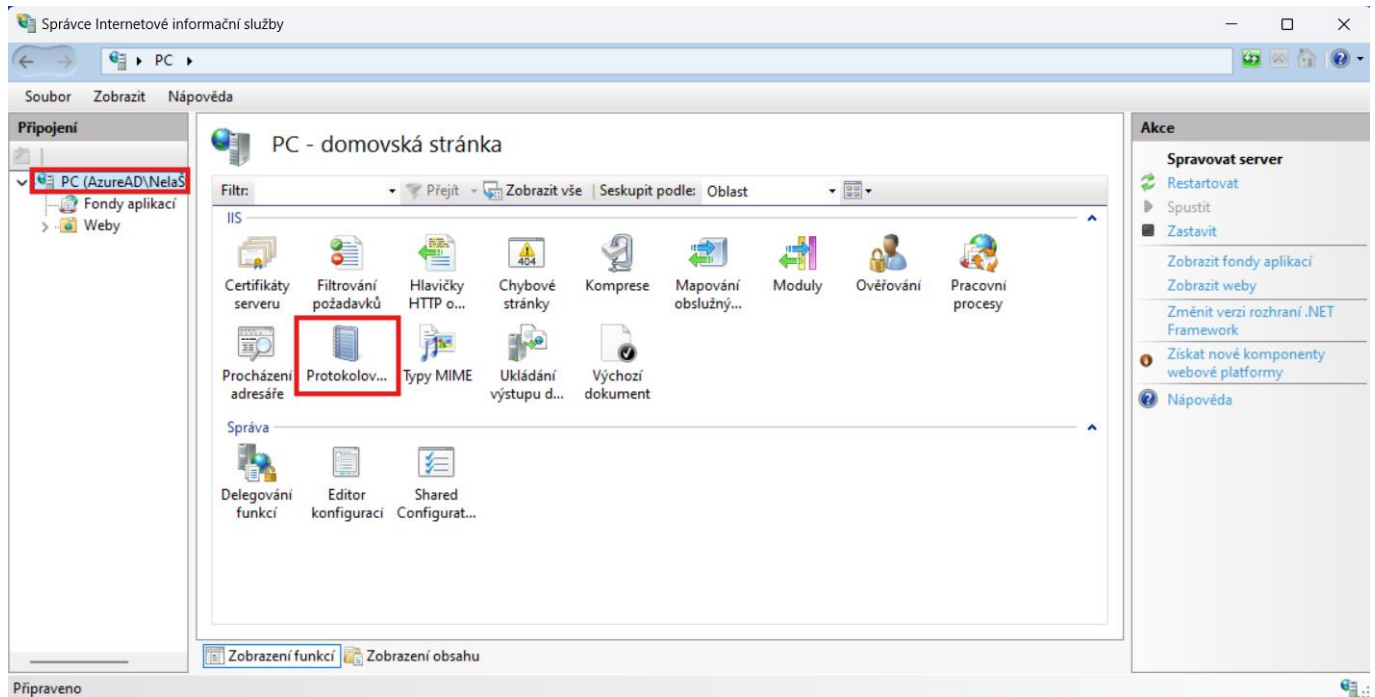 Správce Internetové informační služby
PC
Soubor Zobrazit Nápověda
Připojení
PC (AzureAD\NelaŠ
Fondy aplikací
Weby
PC - domovská stránka
Filtr: Přejít Zobrazit vše Seskupit podle: Oblast
IIS
Certifikáty serveru
Filtrování požadavků
Hlavičky HTTP o...
404
Chybové stránky
Komprese
Mapování obslužný...
Moduly
Ověřování
Pracovní procesy
Procházení adresáře
Protokolov...
Typy MIME
Ukládání výstupu d...
Výchozí dokument
Správa
Delegování funkcí
Editor konfigurací
Shared Configurat...
Zobrazení funkcí Zobrazení obsahu
Akce
Spravovat server
Restartovat
Spustit
Zastavit
Zobrazit fondy aplikací
Zobrazit weby
Změnit verzi rozhraní .NET
Framework
Získat nové komponenty
webové platformy
Nápověda
Připraveno